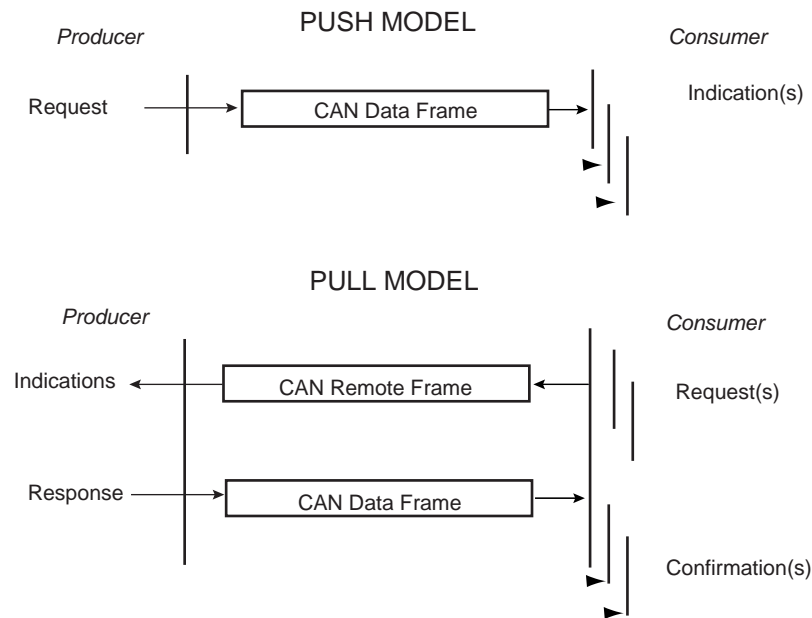 PUSH MODEL
Producer
Consumer
Request
CAN Data Frame
Indication(s)
PULL MODEL
Producer
Consumer
Indications
CAN Remote Frame
Request(s)
Response
CAN Data Frame
Confirmation(s)